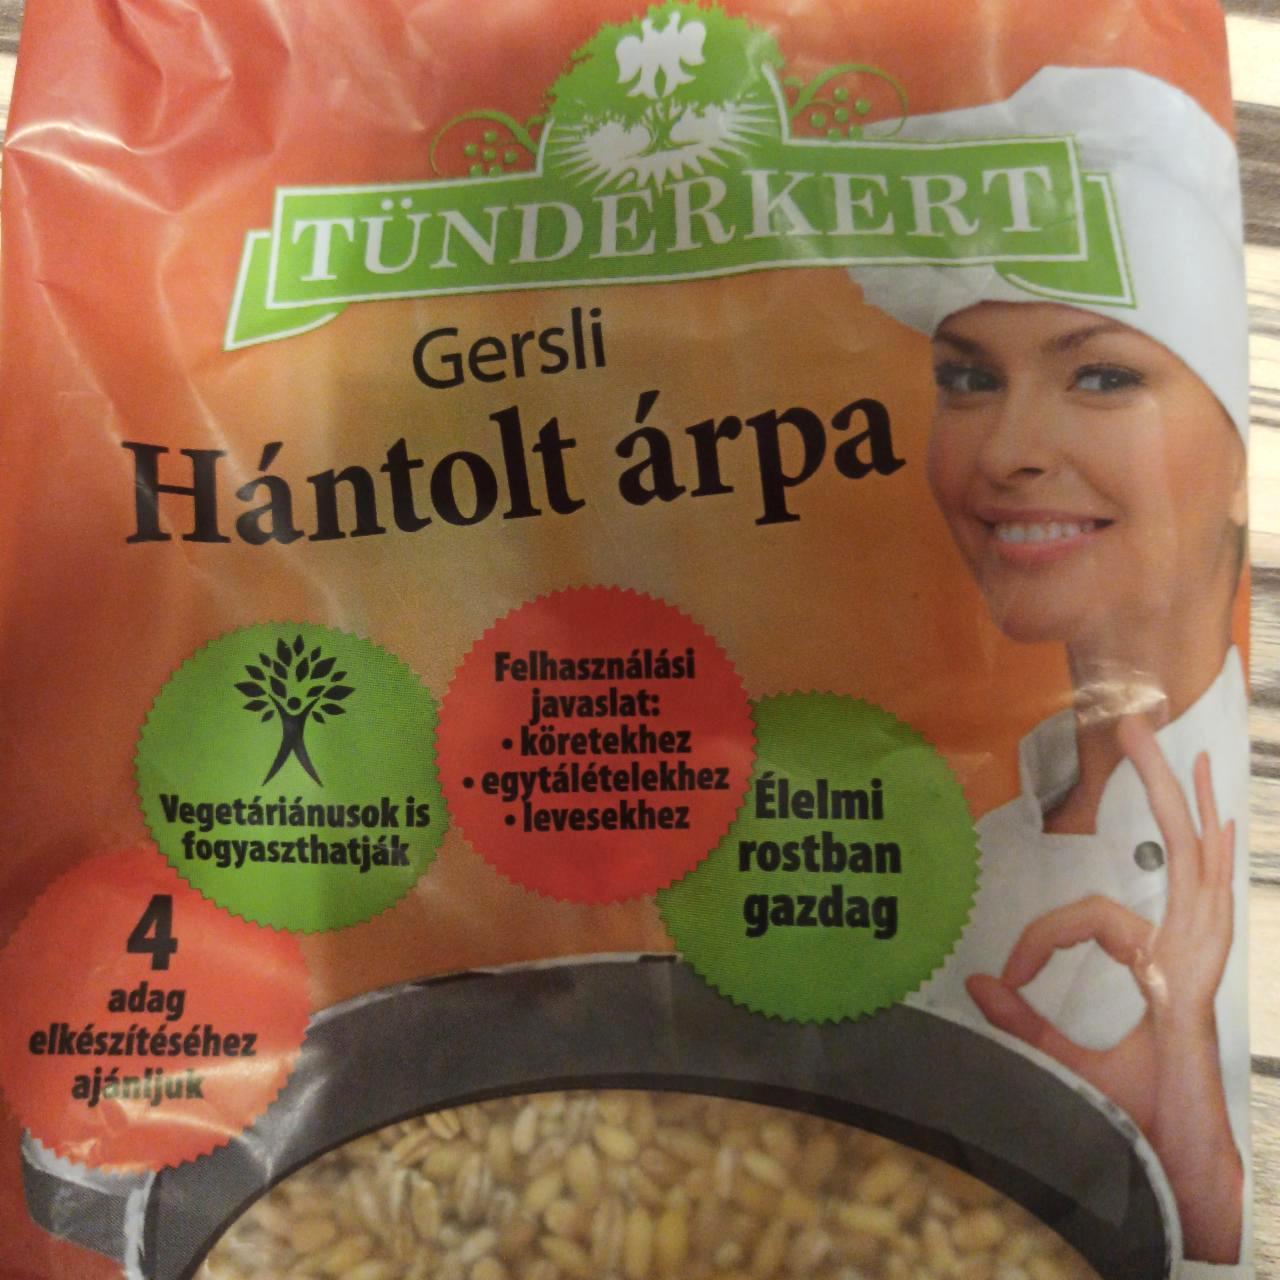 TÜNDÉRKERT
Gersli
Hántolt árpa
Vegetáriánusok is
fogyaszthatják
Felhasználási
javaslat:
• köretekhez
• egytálételekhez
• levesekhez
Élelmi
rostban
gazdag
4
adag
elkészítéséhez
ajánljuk